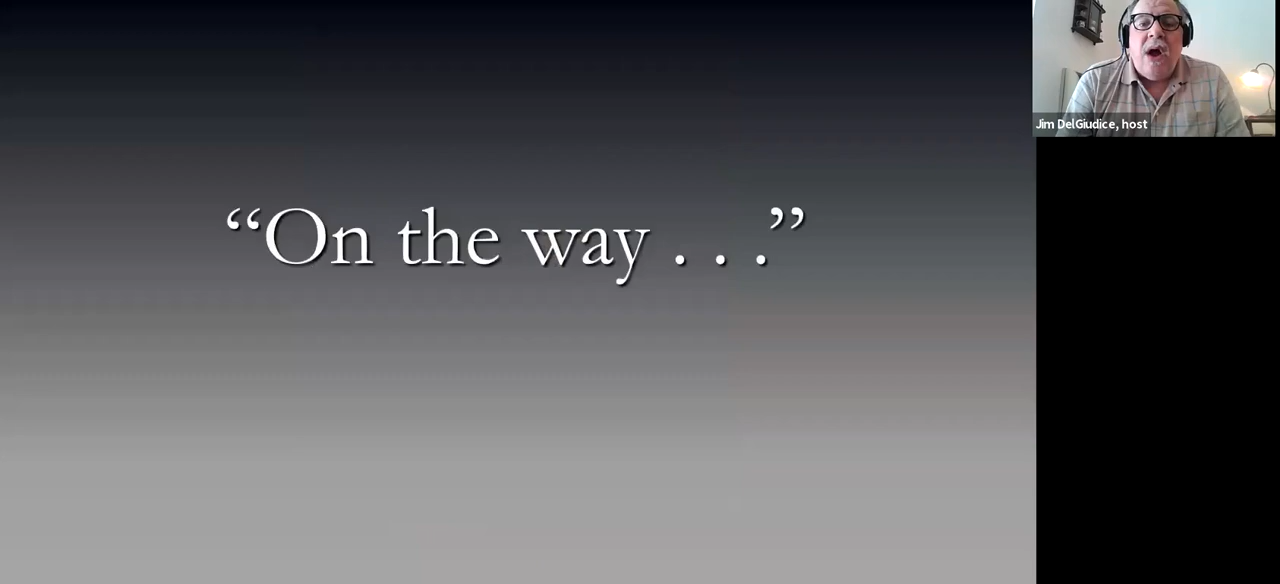 “On the way . . .”
Jim DelGiudice, host